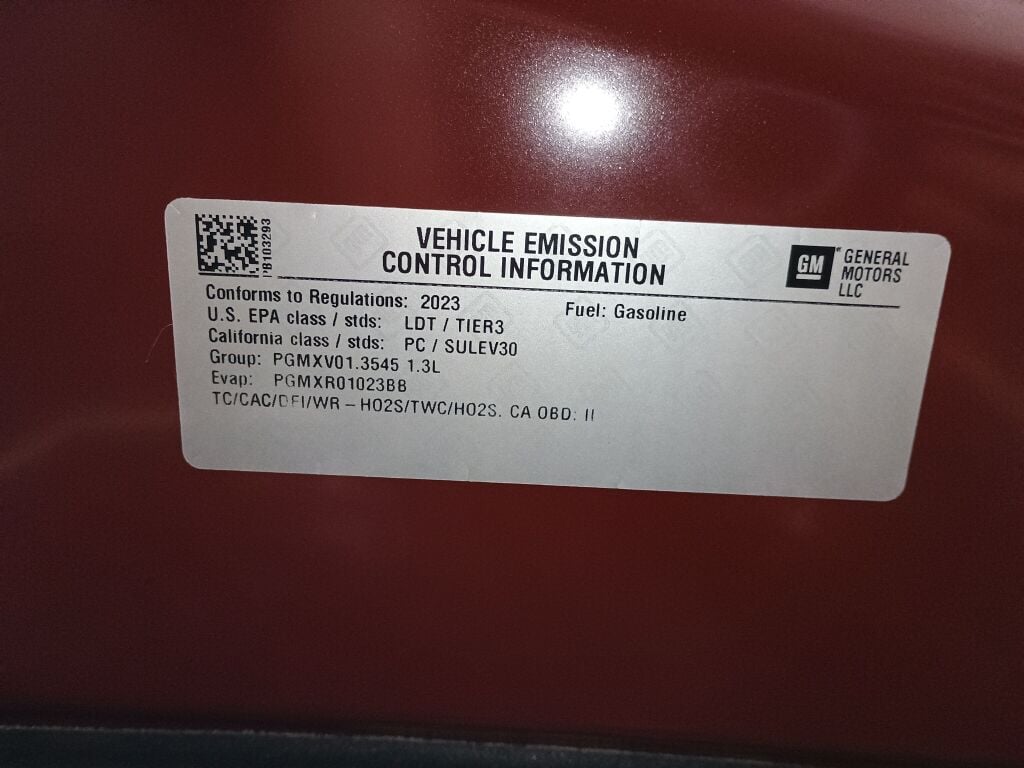 VEHICLE EMISSION
CONTROL INFORMATION
GM GENERAL
MOTORS
LLC
Conforms to Regulations: 2023
Fuel: Gasoline
U.S. EPA class / stds: LDT / TIER3
California class / stds: PC / SULEV30
Group: PGMXV01.3545 1.3L
Evap: PGMXR01023BB
TC/CAC/DFI/WR – HO2S/TWC/HO2S. CA OBD: II